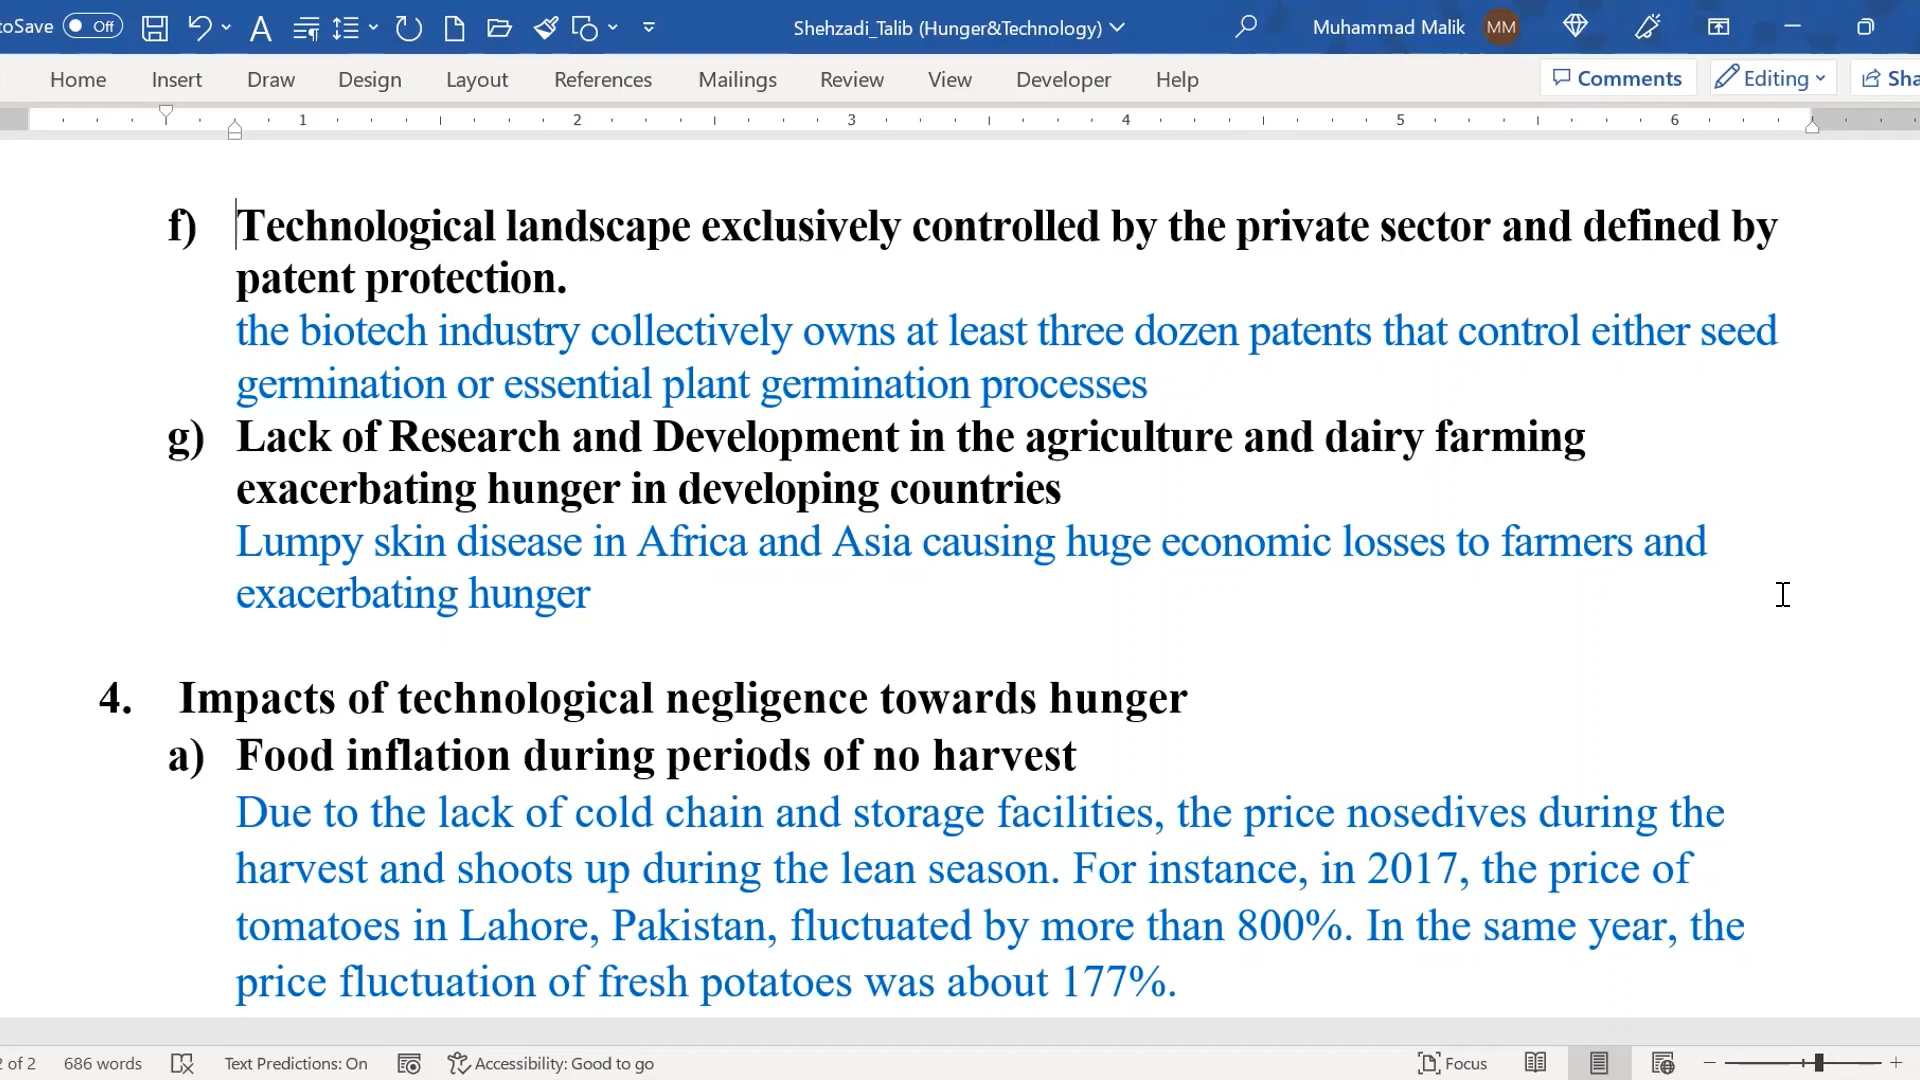 oSave Off Shehzadi_Talib (Hunger&Technology) Muhammad Malik MM
Home Insert Draw Design Layout References Mailings Review View Developer Help Comments Editing Sha
1 2 3 4 5 6
f) Technological landscape exclusively controlled by the private sector and defined by
patent protection.
the biotech industry collectively owns at least three dozen patents that control either seed
germination or essential plant germination processes
g) Lack of Research and Development in the agriculture and dairy farming
exacerbating hunger in developing countries
Lumpy skin disease in Africa and Asia causing huge economic losses to farmers and
exacerbating hunger
4. Impacts of technological negligence towards hunger
a) Food inflation during periods of no harvest
Due to the lack of cold chain and storage facilities, the price nosedives during the
harvest and shoots up during the lean season. For instance, in 2017, the price of
tomatoes in Lahore, Pakistan, fluctuated by more than 800%. In the same year, the
price fluctuation of fresh potatoes was about 177%.
2 of 2 686 words Text Predictions: On Accessibility: Good to go Focus